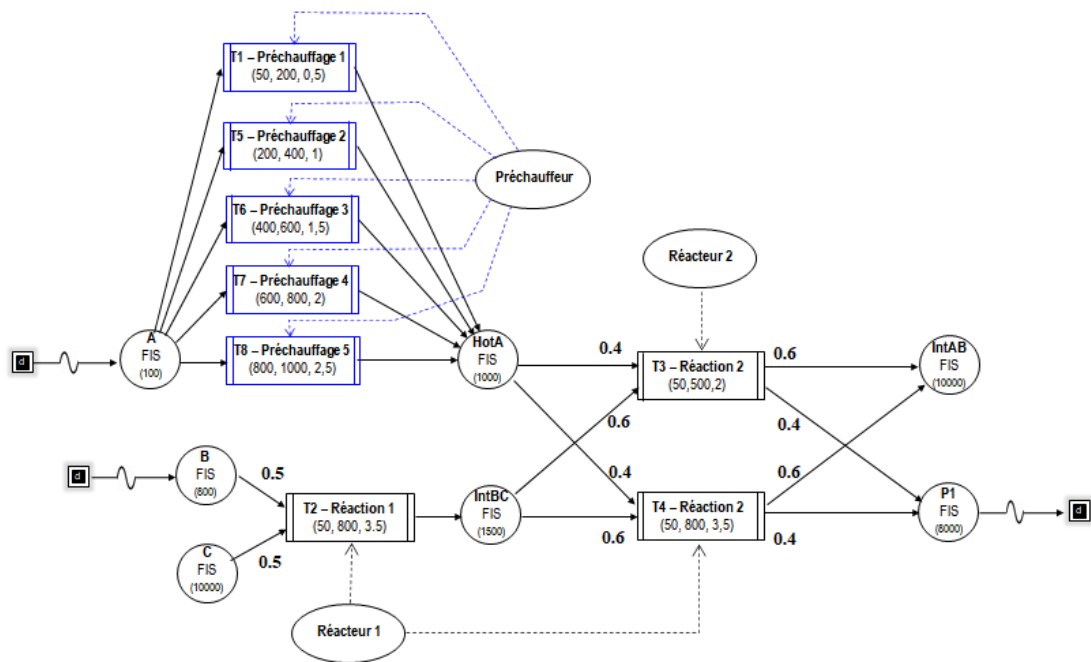 T1 – Préchauffage 1
(50, 200, 0,5)
T5 – Préchauffage 2
(200, 400, 1)
Préchauffeur
T6 – Préchauffage 3
(400,600, 1,5)
Réacteur 2
T7 – Préchauffage 4
(600, 800, 2)
d
A
FIS
(100)
T8 – Préchauffage 5
(800, 1000, 2,5)
HotA
FIS
(1000)
0.4
T3 – Réaction 2
(50,500,2)
0.6
IntAB
FIS
(10000)
0.6
0.4
d
B
FIS
(800)
0.5
0.4
0.6
T2 – Réaction 1
(50, 800, 3.5)
IntBC
FIS
(1500)
T4 – Réaction 2
(50, 800, 3,5)
P1
FIS
(8000)
d
0.6
0.4
C
FIS
(10000)
0.5
Réacteur 1